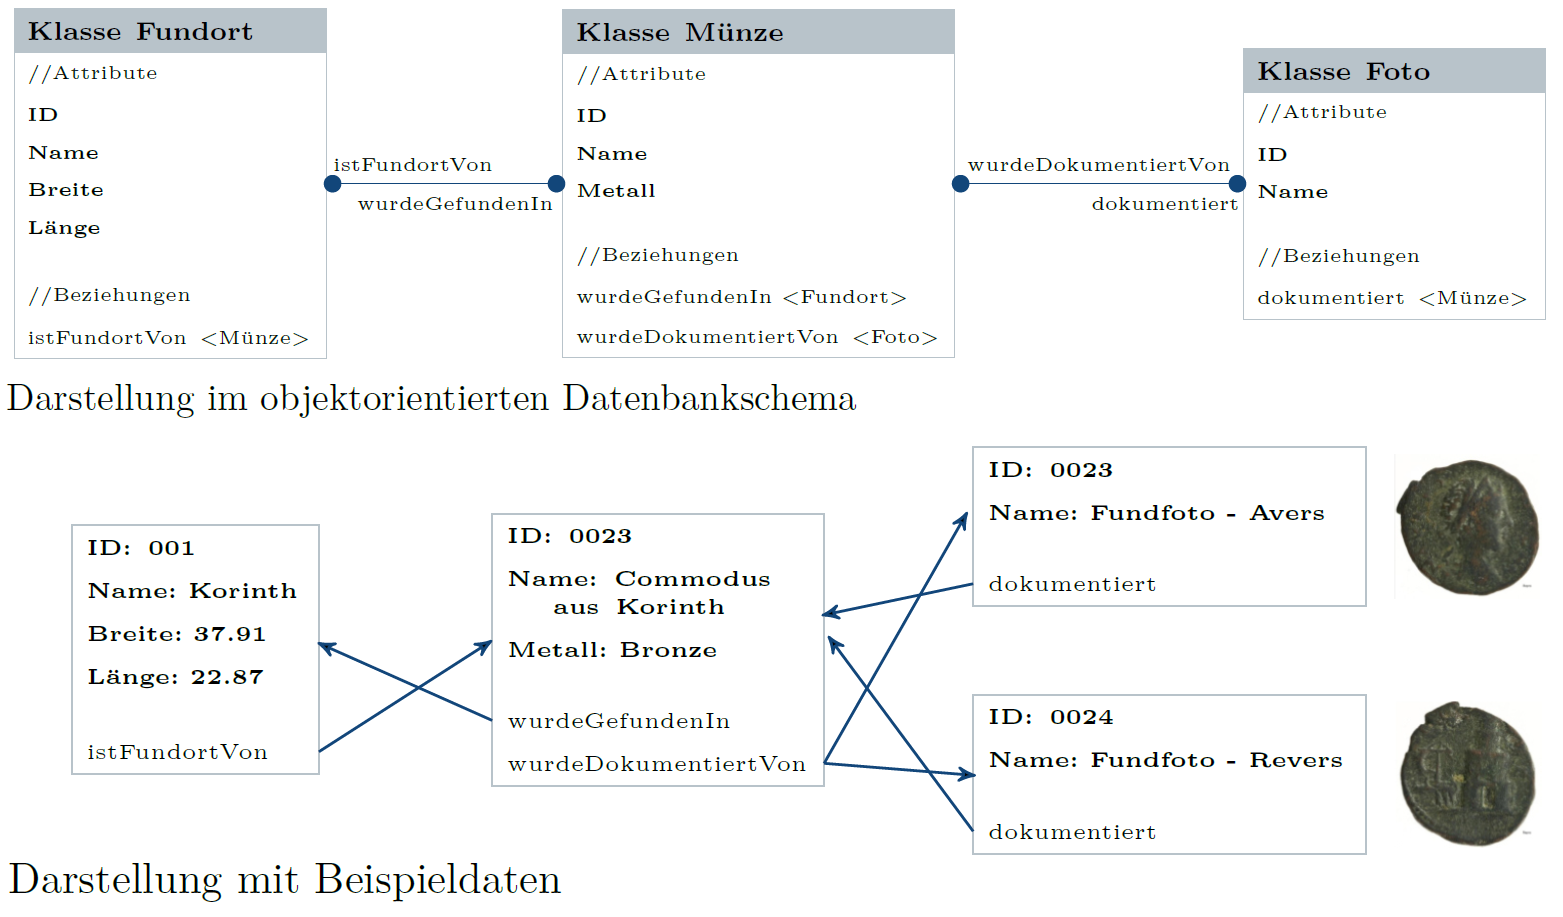 Klasse Fundort
//Attribute
ID
Name
Breite
Länge
//Beziehungen
istFundortVon <Münze>
istFundortVon
wurdeGefundenIn
Klasse Münze
//Attribute
ID
Name
Metall
//Beziehungen
wurdeGefundenIn <Fundort>
wurdeDokumentiertVon <Foto>
wurdeDokumentiertVon
dokumentiert
Klasse Foto
//Attribute
ID
Name
//Beziehungen
dokumentiert <Münze>
Darstellung im objektorientierten Datenbankschema
ID: 001
Name: Korinth
Breite: 37.91
Länge: 22.87
istFundortVon
ID: 0023
Name: Commodus
aus Korinth
Metall: Bronze
wurdeGefundenIn
wurdeDokumentiertVon
ID: 0023
Name: Fundfoto - Avers
dokumentiert
ID: 0024
Name: Fundfoto - Revers
dokumentiert
Darstellung mit Beispieldaten